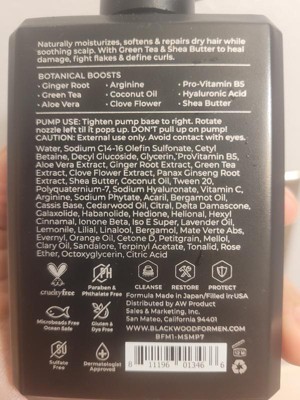 Naturally moisturizes, softens & repairs dry hair while
soothing scalp. With Green Tea & Shea Butter to heal
damage, fight flakes & define curls.
BOTANICAL BOOSTS
• Ginger Root • Arginine • Pro-Vitamin B5
• Green Tea • Coconut Oil • Hyaluronic Acid
• Aloe Vera • Clove Flower • Shea Butter
PUMP USE: Tighten pump base to right. Rotate
nozzle left til it pops up. DON'T pull up on pump!
CAUTION: External use only. Avoid contact with eyes.
Water, Sodium C14-16 Olefin Sulfonate, Cetyl
Betaine, Decyl Glucoside, Glycerin, ProVitamin B5,
Aloe Vera Extract, Ginger Root Extract, Green Tea
Extract, Clove Flower Extract, Panax Ginseng Root
Extract, Shea Butter, Coconut Oil, Tween 20,
Polyquaternium-7, Sodium Hyaluronate, Vitamin C,
Arginine, Sodium Phytate, Acaril, Bergamot Oil,
Cassis Base, Cedarwood Oil, Citral, Delta Damascone,
Galaxolide, Habanolide, Hedione, Helional, Hexyl
Cinnamal, Ionone Beta, Iso E Super, Lavender Oil,
Lemonile, Lilial, Linalool, Bergamot, Mate Verte Abs,
Evernyl, Orange Oil, Cetone D, Petitgrain, Mellol,
Clary Oil, Sandalore, Terpinyl Acetate, Tonalid, Rose
Ether, Octoxyglycerin, Citric Acid
crueltyfree
Paraben &
Phthalate Free
CLEANSE RESTORE PROTECT
Formula Made in Japan/Filled in USA
Distributed by AW Product
Sales & Marketing, Inc.
San Mateo, California 94401
WWW.BLACKWOODFORMEN.COM
BFM1-MSMP7
Microbeads Free
Ocean Safe
Gluten &
Dye Free
Sulfate
Free
Dermatologist
Approved
8 11196 01346